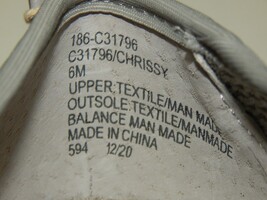 186-C31796
C31796/CHRISSY
6M
UPPER:TEXTILE/MAN MADE
OUTSOLE:TEXTILE/MANMADE
BALANCE MAN MADE
MADE IN CHINA
594 12/20